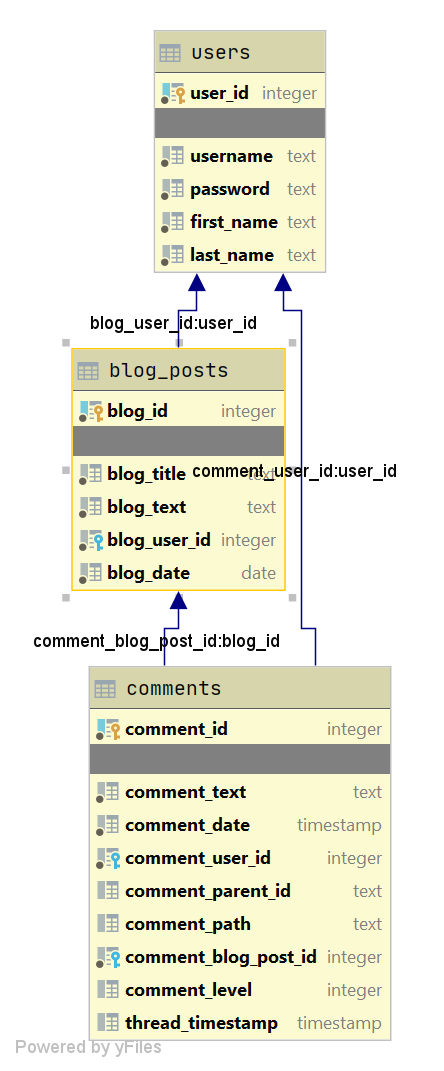 users
user_id integer
username text
password text
first_name text
last_name text
blog_user_id:user_id
blog_posts
blog_id integer
blog_title text
comment_user_id:user_id
blog_text text
blog_user_id integer
blog_date date
comment_blog_post_id:blog_id
comments
comment_id integer
comment_text text
comment_date timestamp
comment_user_id integer
comment_parent_id text
comment_path text
comment_blog_post_id integer
comment_level integer
thread_timestamp timestamp
Powered by yFiles